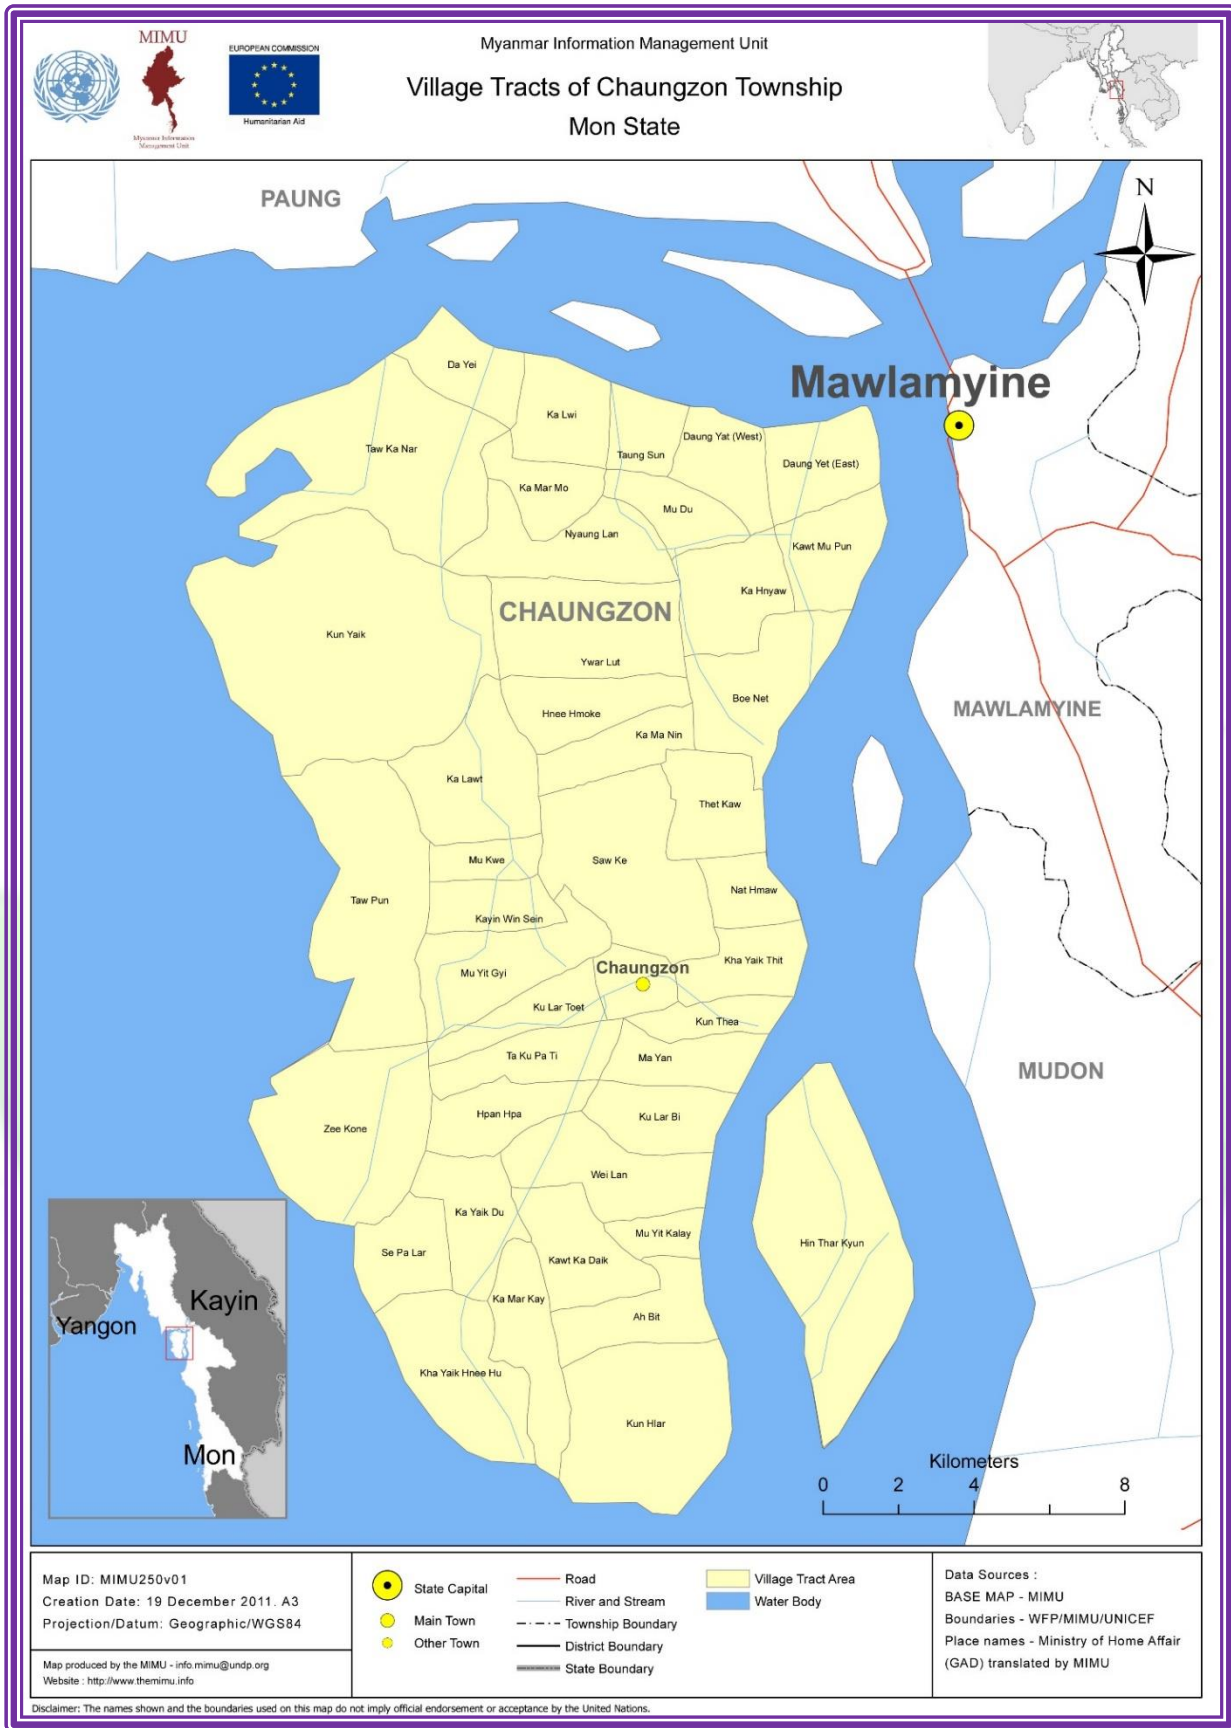 MIMU
Myanmar Information
Management Unit
EUROPEAN COMMISSION
Humanitarian Aid
Myanmar Information Management Unit
Village Tracts of Chaungzon Township
Mon State
N
PAUNG
Mawlamyine
Da Yei
Ka Lwi
Taw Ka Nar
Taung Sun
Daung Yat (West)
Daung Yet (East)
Ka Mar Mo
Mu Du
Nyaung Lan
Kawt Mu Pun
Ka Hnyaw
CHAUNGZON
Kun Yaik
Ywar Lut
Boe Net
MAWLAMYINE
Hnee Hmoke
Ka Ma Nin
Ka Lawt
Thet Kaw
Mu Kwe
Saw Ke
Nat Hmaw
Taw Pun
Kayin Win Sein
Kha Yaik Thit
Mu Yit Gyi
Chaungzon
Ku Lar Toet
Kun Thea
Ta Ku Pa Ti
Ma Yan
MUDON
Hpan Hpa
Ku Lar Bi
Zee Kone
Wei Lan
Ka Yaik Du
Mu Yit Kalay
Hin Thar Kyun
Se Pa Lar
Kawt Ka Daik
Ka Mar Kay
Ah Bit
Kha Yaik Hnee Hu
Kun Hlar
Kayin
Yangon
Mon
Kilometers
0 2 4 8
Map ID: MIMU250v01
Creation Date: 19 December 2011. A3
Projection/Datum: Geographic/WGS84
Map produced by the MIMU - info.mimu@undp.org
Website : http://www.themimu.info
State Capital
Main Town
Other Town
Road
River and Stream
Township Boundary
District Boundary
State Boundary
Village Tract Area
Water Body
Data Sources :
BASE MAP - MIMU
Boundaries - WFP/MIMU/UNICEF
Place names - Ministry of Home Affair
(GAD) translated by MIMU
Disclaimer: The names shown and the boundaries used on this map do not imply official endorsement or acceptance by the United Nations.